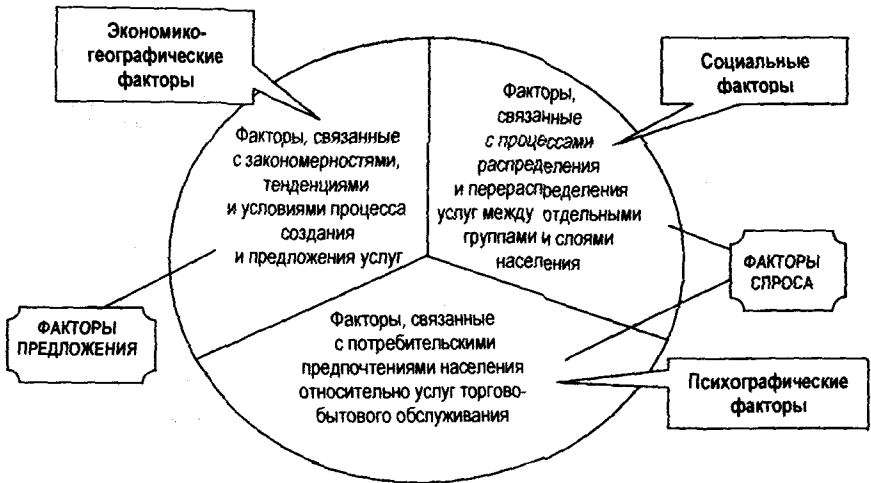 Экономико-
географические
факторы
Социальные
факторы
Факторы, связанные
с закономерностями,
тенденциями
и условиями процесса
создания
и предложения услуг
Факторы,
связанные
с процессами
распределения
и перераспределения
услуг между отдельными
группами и слоями
населения
ФАКТОРЫ
СПРОСА
ФАКТОРЫ
ПРЕДЛОЖЕНИЯ
Факторы, связанные
с потребительскими
предпочтениями населения
относительно услуг торгово-
бытового обслуживания
Психографические
факторы